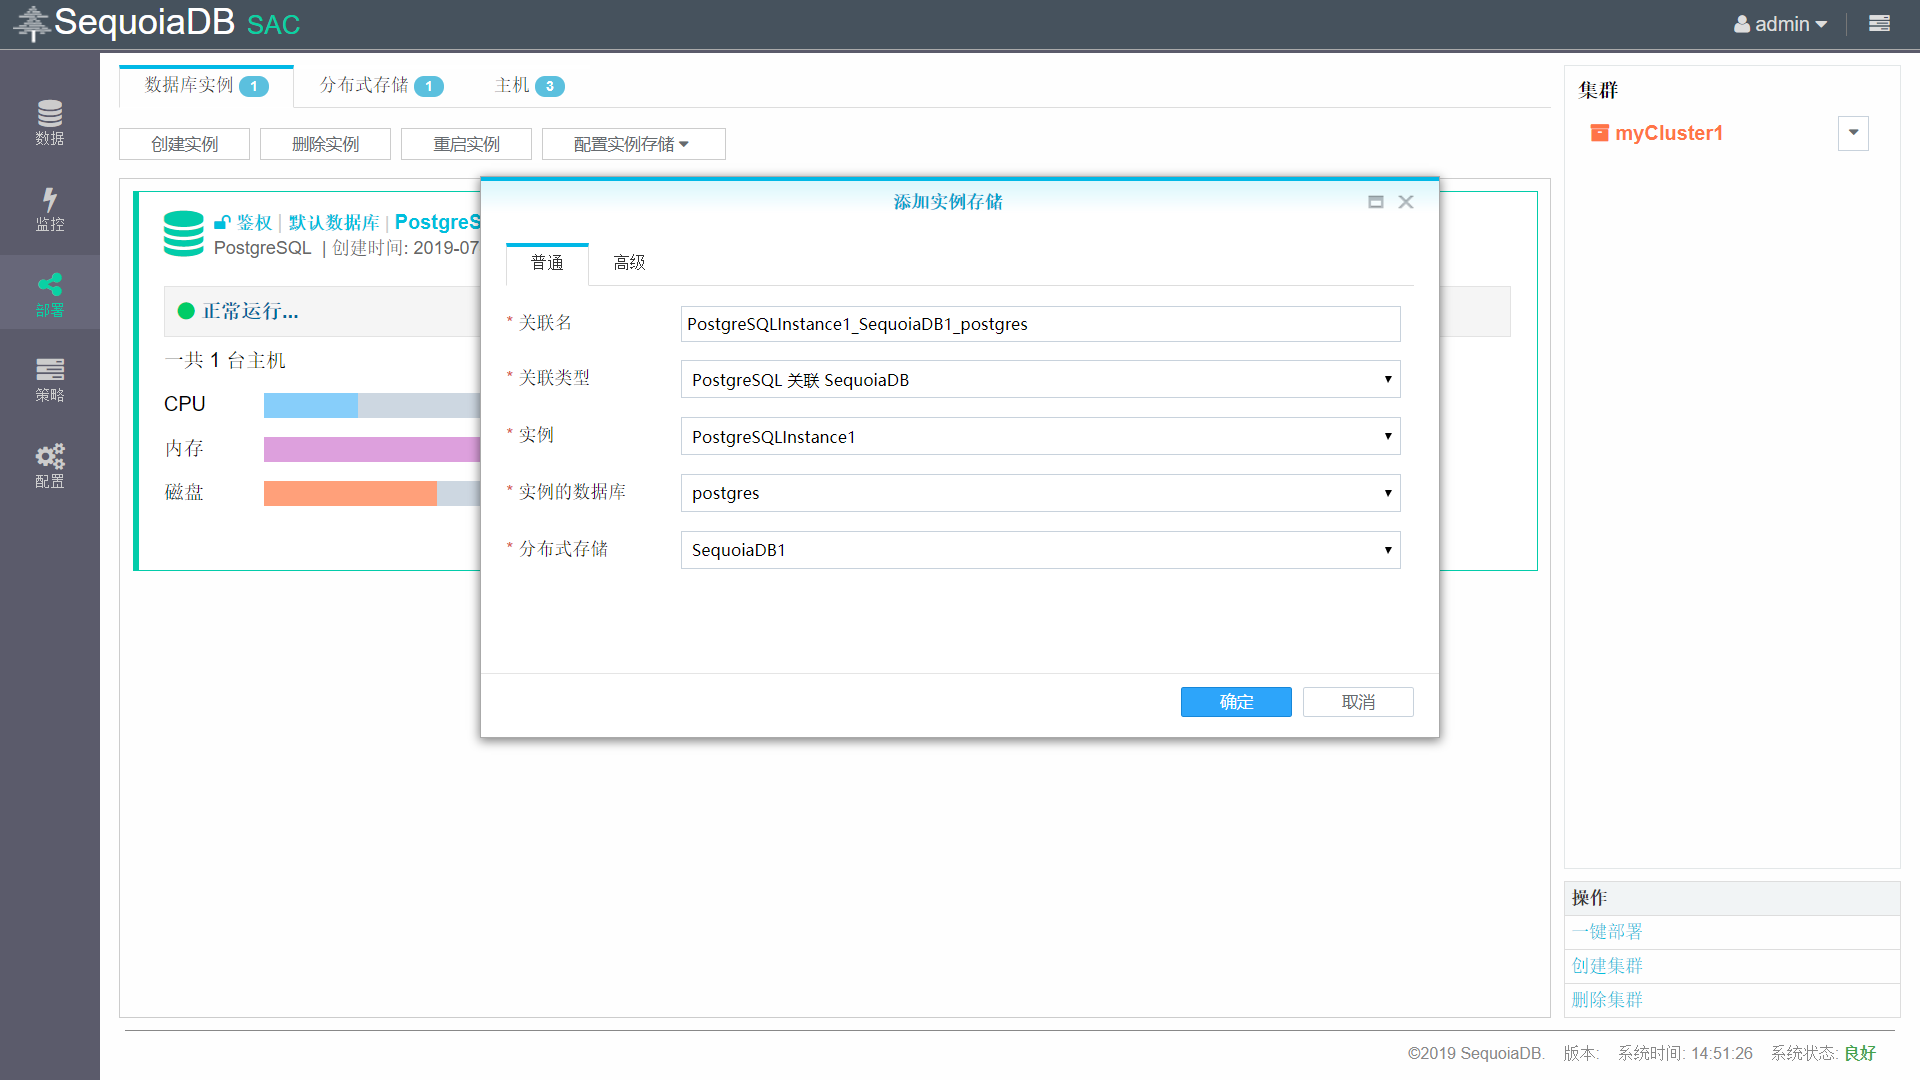 SequoiaDB SAC
admin
数据
监控
部署
策略
配置
数据库实例 1
分布式存储 1
主机 3
创建实例
删除实例
重启实例
配置实例存储
鉴权 | 默认数据库 | PostgreS
PostgreSQL | 创建时间: 2019-07
正常运行...
一共 1 台主机
CPU
内存
磁盘
添加实例存储
普通
高级
* 关联名
PostgreSQLInstance1_SequoiaDB1_postgres
* 关联类型
PostgreSQL 关联 SequoiaDB
* 实例
PostgreSQLInstance1
* 实例的数据库
postgres
* 分布式存储
SequoiaDB1
确定
取消
集群
myCluster1
操作
一键部署
创建集群
删除集群
©2019 SequoiaDB. 版本: 系统时间: 14:51:26 系统状态: 良好